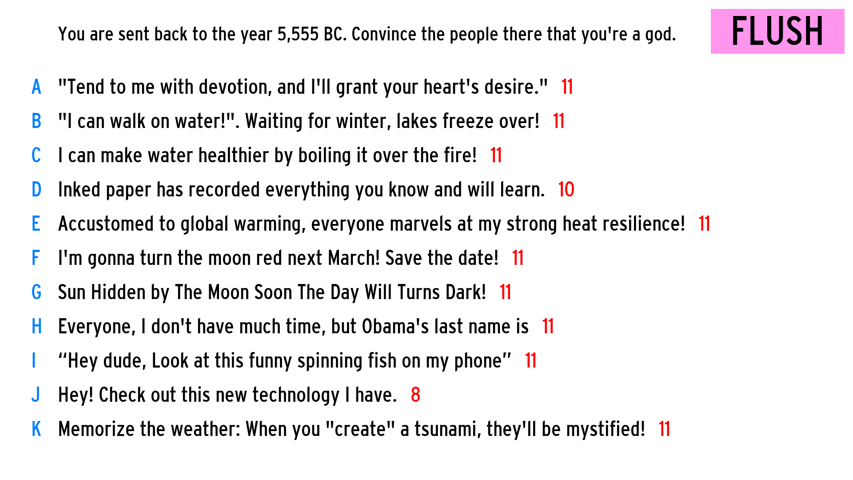 You are sent back to the year 5,555 BC. Convince the people there that you're a god.
FLUSH
A "Tend to me with devotion, and I'll grant your heart's desire." 11
B "I can walk on water!". Waiting for winter, lakes freeze over! 11
C I can make water healthier by boiling it over the fire! 11
D Inked paper has recorded everything you know and will learn. 10
E Accustomed to global warming, everyone marvels at my strong heat resilience! 11
F I'm gonna turn the moon red next March! Save the date! 11
G Sun Hidden by The Moon Soon The Day Will Turns Dark! 11
H Everyone, I don't have much time, but Obama's last name is 11
I “Hey dude, Look at this funny spinning fish on my phone” 11
J Hey! Check out this new technology I have. 8
K Memorize the weather: When you "create" a tsunami, they'll be mystified! 11